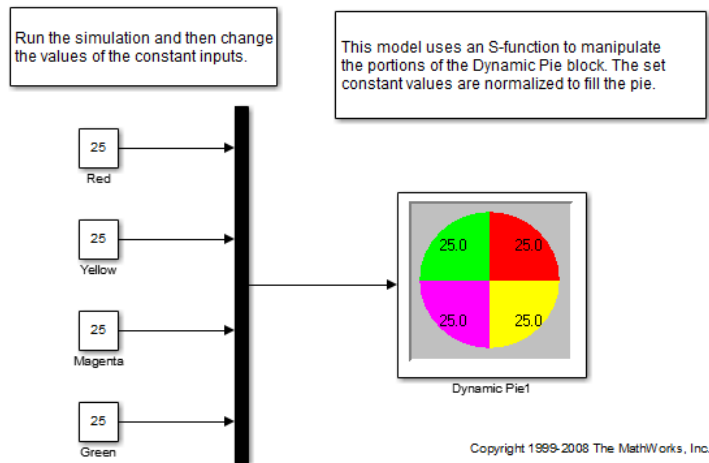 Run the simulation and then change
the values of the constant inputs.
This model uses an S-function to manipulate
the portions of the Dynamic Pie block. The set
constant values are normalized to fill the pie.
25
Red
25
Yellow
25
Magenta
25
Green
25.0 25.0
25.0 25.0
Dynamic Pie1
Copyright 1999-2008 The MathWorks, Inc.